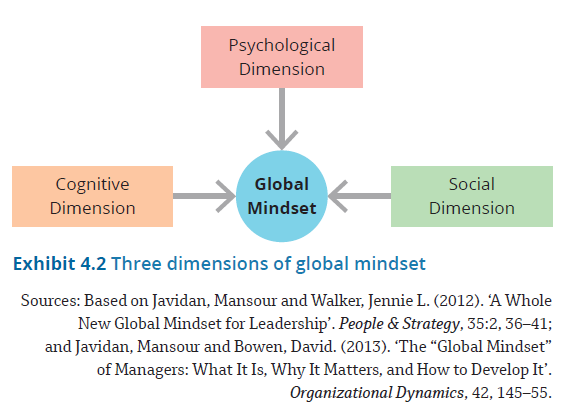 Psychological
Dimension
Cognitive
Dimension
Global
Mindset
Social
Dimension
Exhibit 4.2 Three dimensions of global mindset
Sources: Based on Javidan, Mansour and Walker, Jennie L. (2012). ‘A Whole
New Global Mindset for Leadership’. People & Strategy, 35:2, 36–41;
and Javidan, Mansour and Bowen, David. (2013). ‘The “Global Mindset”
of Managers: What It Is, Why It Matters, and How to Develop It’.
Organizational Dynamics, 42, 145–55.